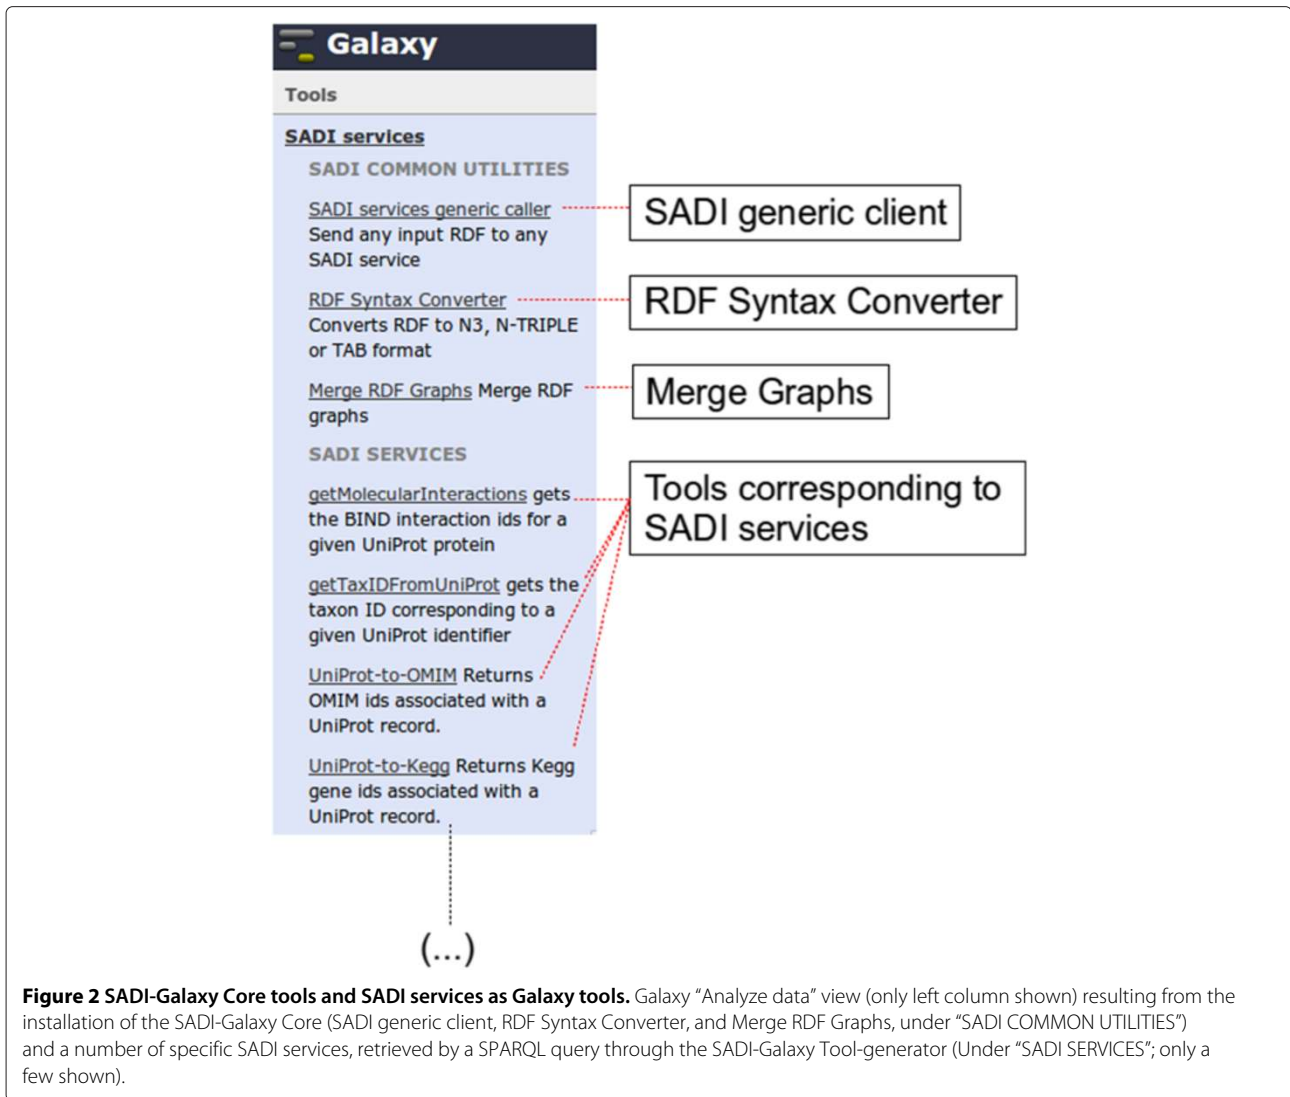 Galaxy
Tools
SADI services
SADI COMMON UTILITIES
SADI services generic caller
Send any input RDF to any
SADI service
SADI generic client
RDF Syntax Converter
Converts RDF to N3, N-TRIPLE
or TAB format
RDF Syntax Converter
Merge RDF Graphs Merge RDF
graphs
Merge Graphs
SADI SERVICES
getMolecularInteractions gets
the BIND interaction ids for a
given UniProt protein
Tools corresponding to
SADI services
getTaxIDFromUniProt gets the
taxon ID corresponding to a
given UniProt identifier
UniProt-to-OMIM Returns
OMIM ids associated with a
UniProt record.
UniProt-to-Kegg Returns Kegg
gene ids associated with a
UniProt record.
(...)
Figure 2 SADI-Galaxy Core tools and SADI services as Galaxy tools. Galaxy “Analyze data” view (only left column shown) resulting from the
installation of the SADI-Galaxy Core (SADI generic client, RDF Syntax Converter, and Merge RDF Graphs, under “SADI COMMON UTILITIES”)
and a number of specific SADI services, retrieved by a SPARQL query through the SADI-Galaxy Tool-generator (Under “SADI SERVICES”; only a
few shown).